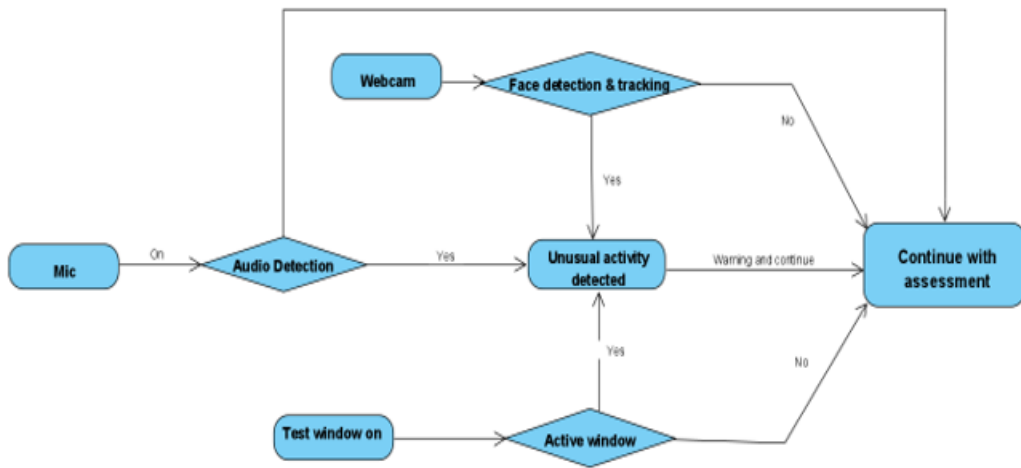 Webcam
Face detection & tracking
No
Yes
Mic
On
Audio Detection
Yes
Unusual activity
detected
Warning and continue
Continue with
assessment
Yes
No
Test window on
Active window